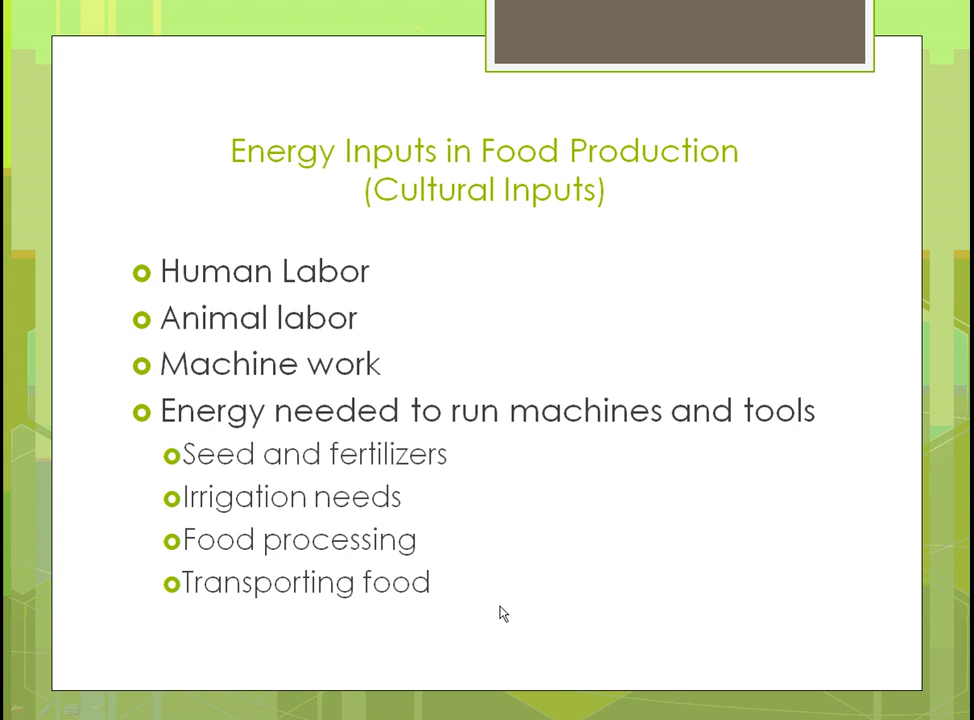 Energy Inputs in Food Production
(Cultural Inputs)
Human Labor
Animal labor
Machine work
Energy needed to run machines and tools
Seed and fertilizers
Irrigation needs
Food processing
Transporting food